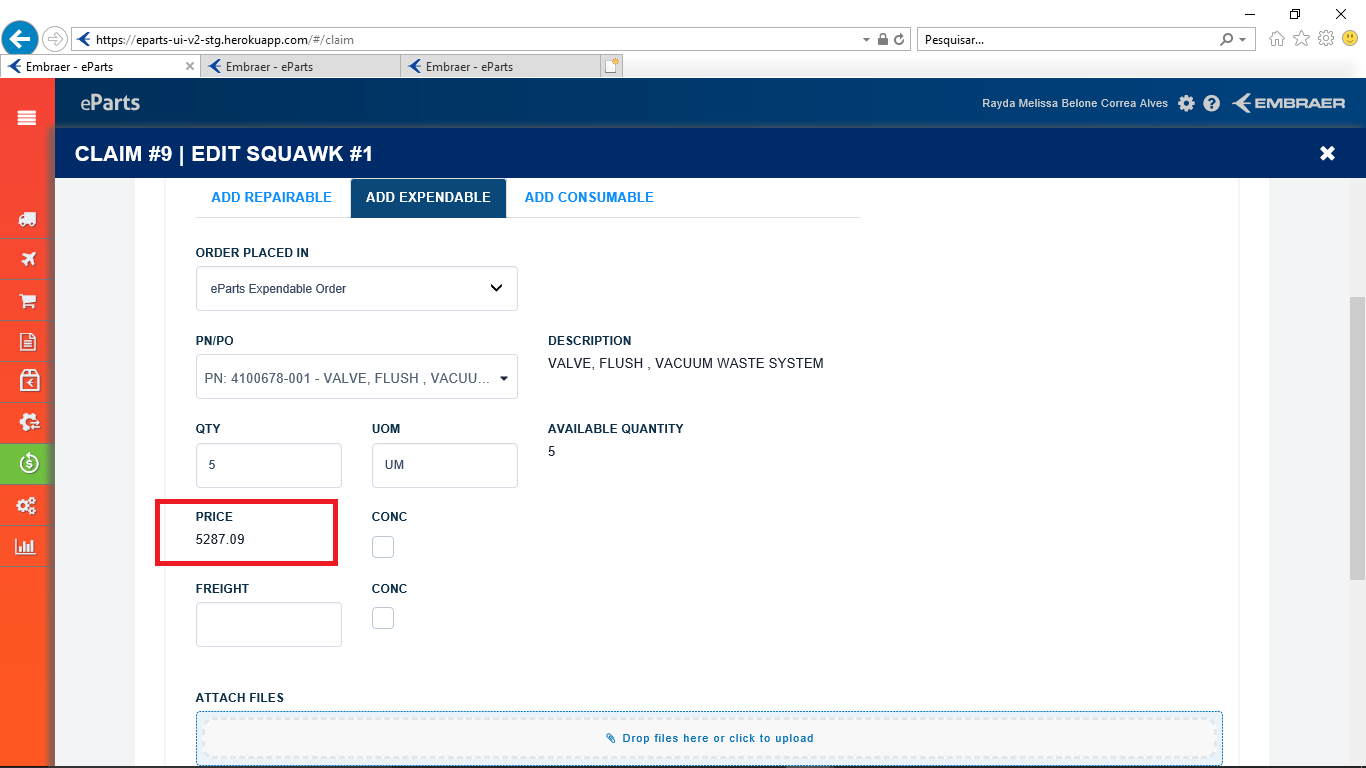 https://eparts-ui-v2-stg.herokuapp.com/#/claim
Pesquisar...
Embraer - eParts
Embraer - eParts
Embraer - eParts
eParts
Rayda Melissa Belone Correa Alves
EMBRAER
CLAIM #9 | EDIT SQUAWK #1
ADD REPAIRABLE
ADD EXPENDABLE
ADD CONSUMABLE
ORDER PLACED IN
eParts Expendable Order
PN/PO
DESCRIPTION
PN: 4100678-001 - VALVE, FLUSH , VACUU...
VALVE, FLUSH , VACUUM WASTE SYSTEM
QTY
UOM
AVAILABLE QUANTITY
5
UM
5
PRICE
CONC
5287.09
FREIGHT
CONC
ATTACH FILES
Drop files here or click to upload